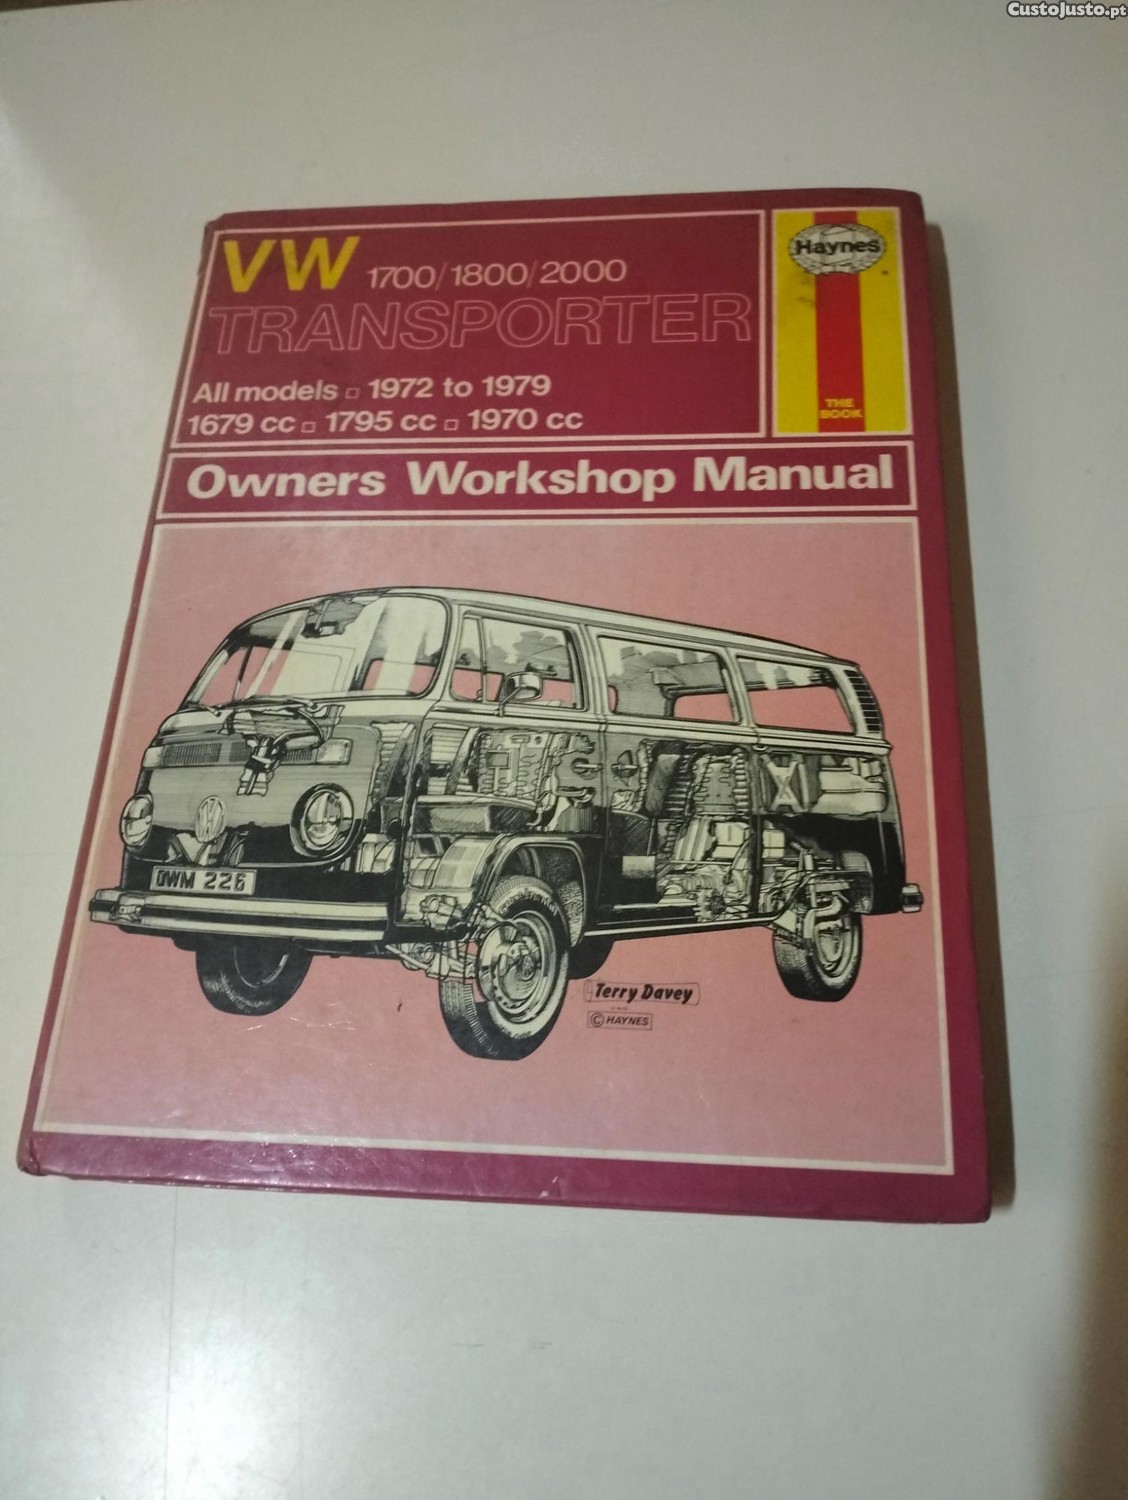 CustoJusto.pt
VW 1700/1800/2000
TRANSPORTER
All models □ 1972 to 1979
1679 cc □ 1795 cc □ 1970 cc
Haynes
THE
BOOK
Owners Workshop Manual
VW
OWM 226
Terry Davey
© HAYNES